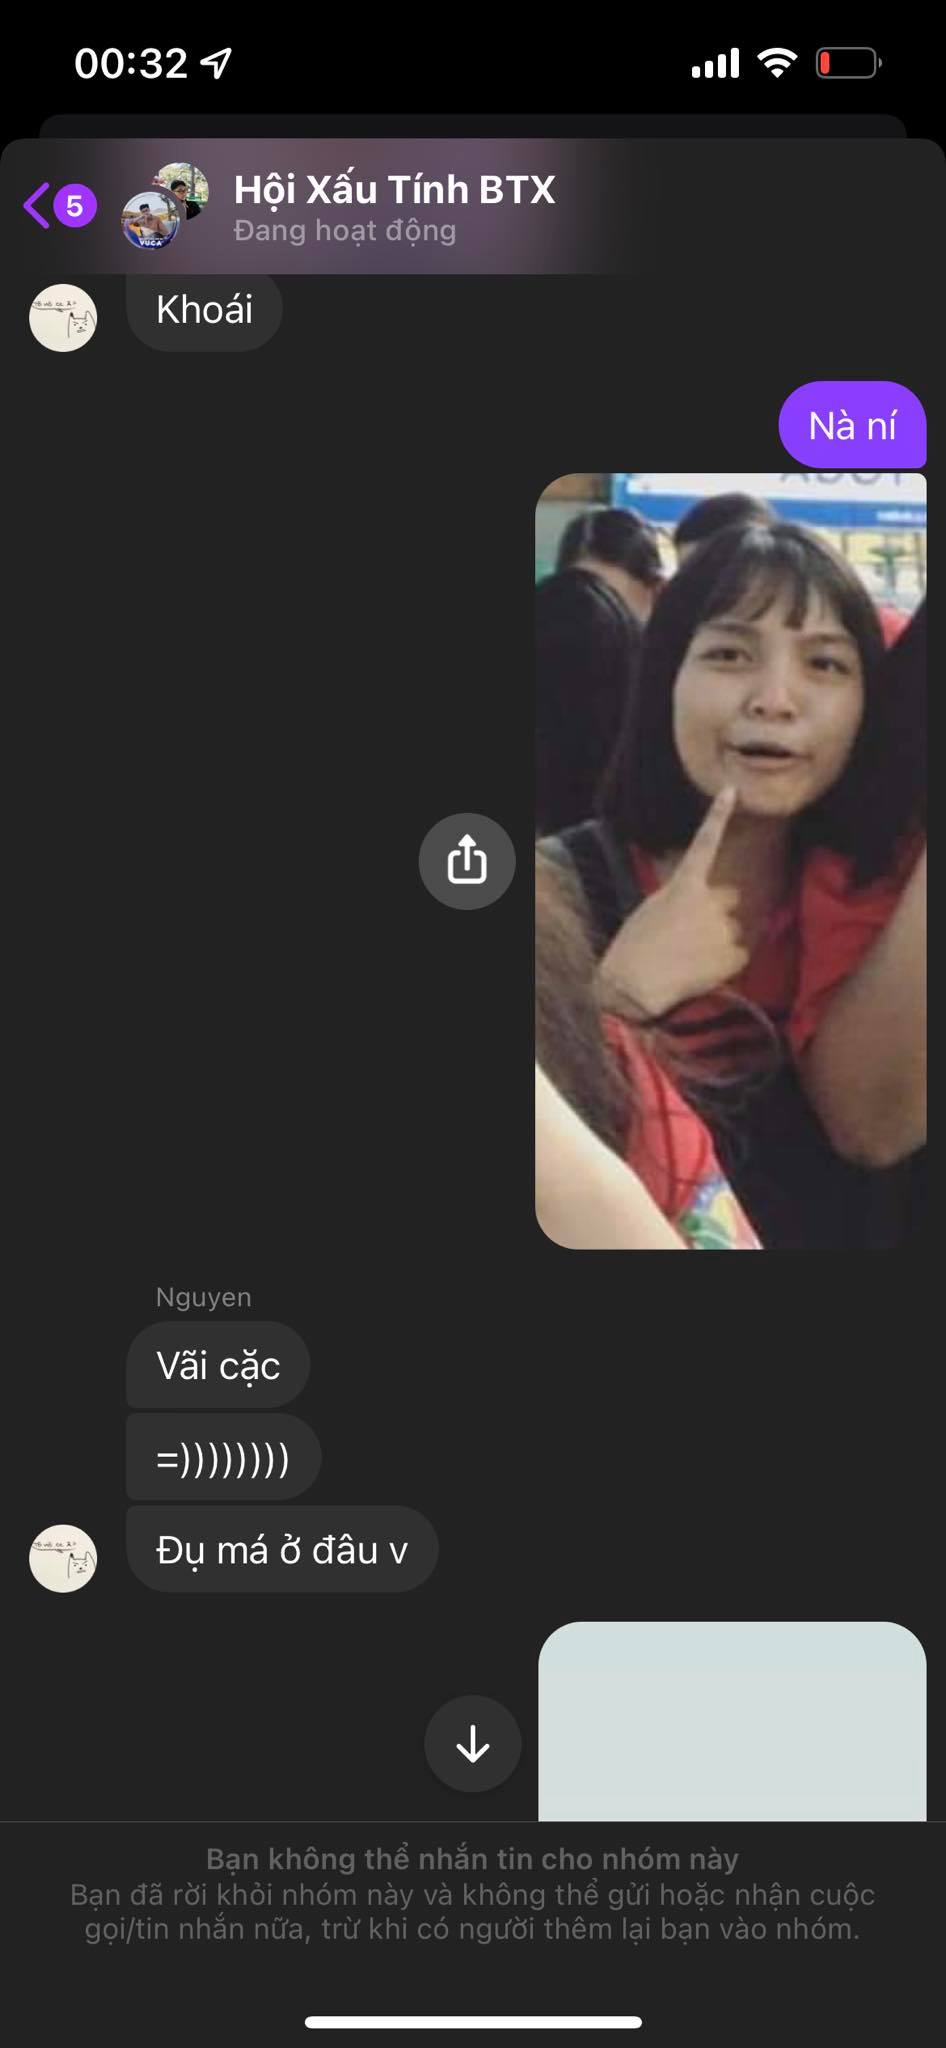 00:32
5
Hội Xấu Tính BTX
Đang hoạt động
VUCA
Khoái
Nà ní
Nguyen
Vãi cặc
=))))))))
Đụ má ở đâu v
Bạn không thể nhắn tin cho nhóm này
Bạn đã rời khỏi nhóm này và không thể gửi hoặc nhận cuộc
gọi/tin nhắn nữa, trừ khi có người thêm lại bạn vào nhóm.